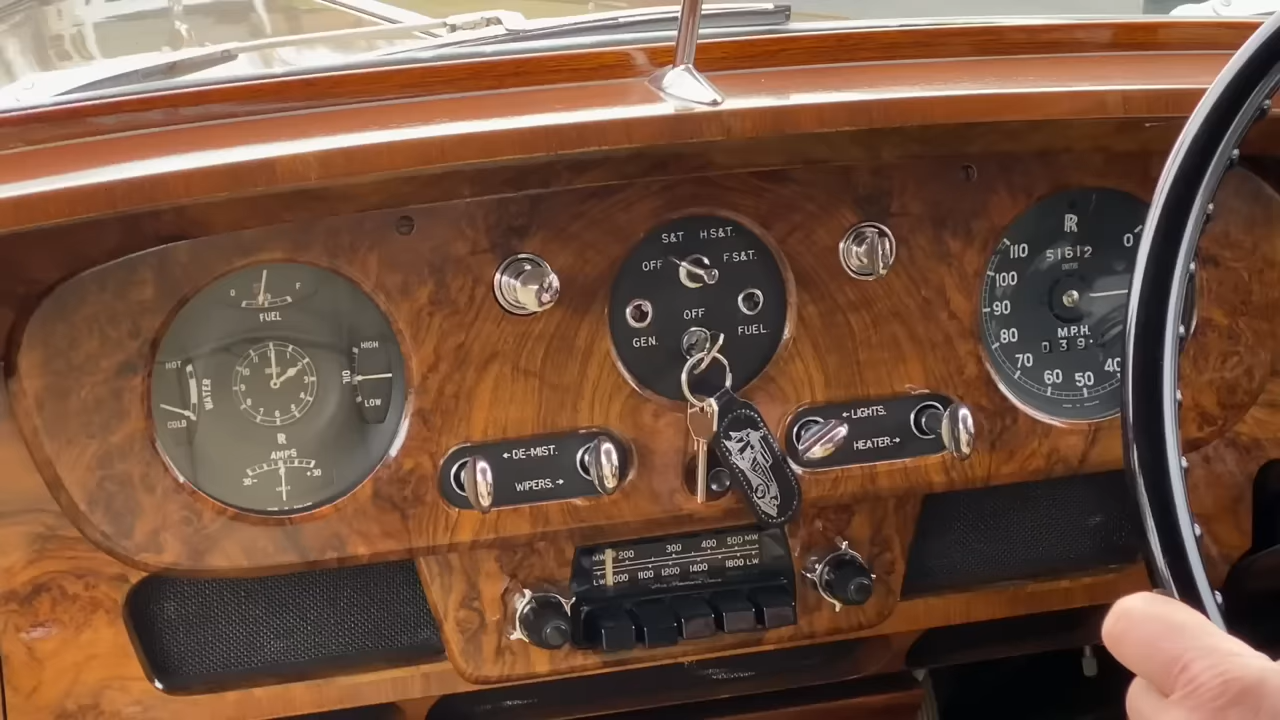 O F
FUEL
HOT
WATER
COLD
HIGH
OIL
LOW
R
AMPS
30- +30
←DE-MIST.
WIPERS.→
S&T H S&T.
OFF F S&T.
OFF
GEN. FUEL.
←LIGHTS.
HEATER→
R
110 0
51612
100
90
M.P.H.
80 039
70 40
60 50
MW 200 300 400 500 MW
LW 1000 1100 1200 1400 1800 LW